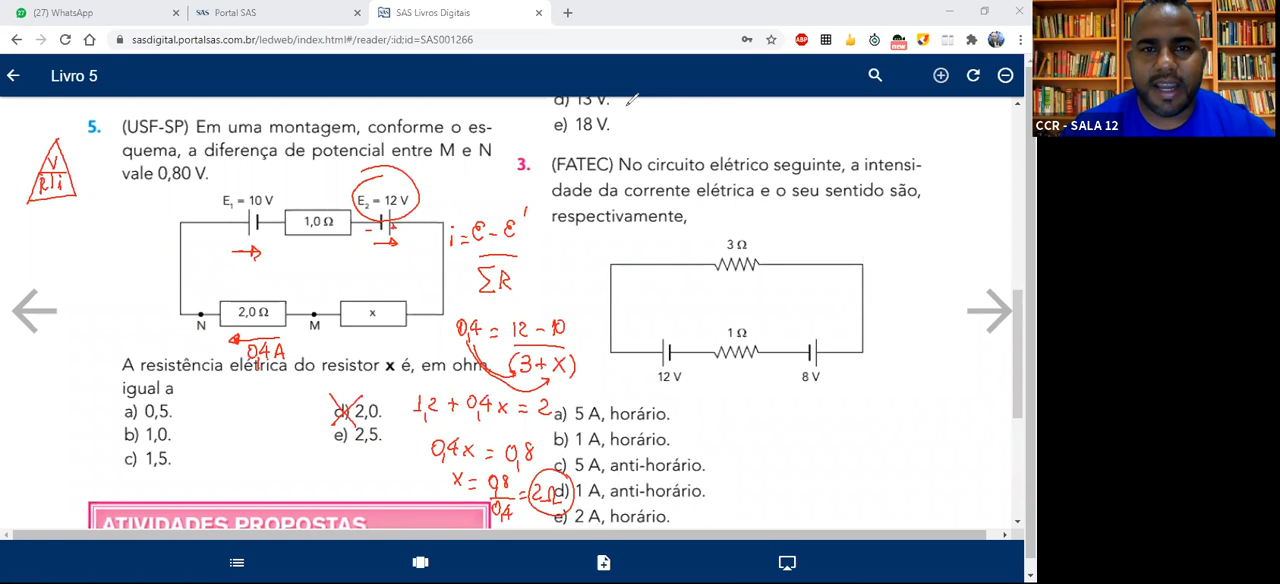 (27) WhatsApp
SAS Portal SAS
SAS SAS Livros Digitais
sasdigital.portalsas.com.br/ledweb/index.html#/reader/:id;id=SAS001266
ABP
new
Livro 5
CCR - SALA 12
5. (USF-SP) Em uma montagem, conforme o es-
quema, a diferença de potencial entre M e N
vale 0,80 V.
V
R i
E1 = 10 V
1,0 Ω
E2 = 12 V
-
N
2,0 Ω
M
x
0,4 A
A resistência elétrica do resistor x é, em ohm,
igual a
a) 0,5.
b) 1,0.
c) 1,5.
d) 2,0.
e) 2,5.
i = ε - ε'
Σ R
0,4 = 12 - 10
(3 + x)
1,2 + 0,4x = 2
0,4x = 0,8
x = 0,8
0,4
= 2Ω
ATIVIDADES PROPOSTAS
d) 13 V.
e) 18 V.
3. (FATEC) No circuito elétrico seguinte, a intensi-
dade da corrente elétrica e o seu sentido são,
respectivamente,
3 Ω
1 Ω
12 V
8 V
a) 5 A, horário.
b) 1 A, horário.
c) 5 A, anti-horário.
d) 1 A, anti-horário.
e) 2 A, horário.